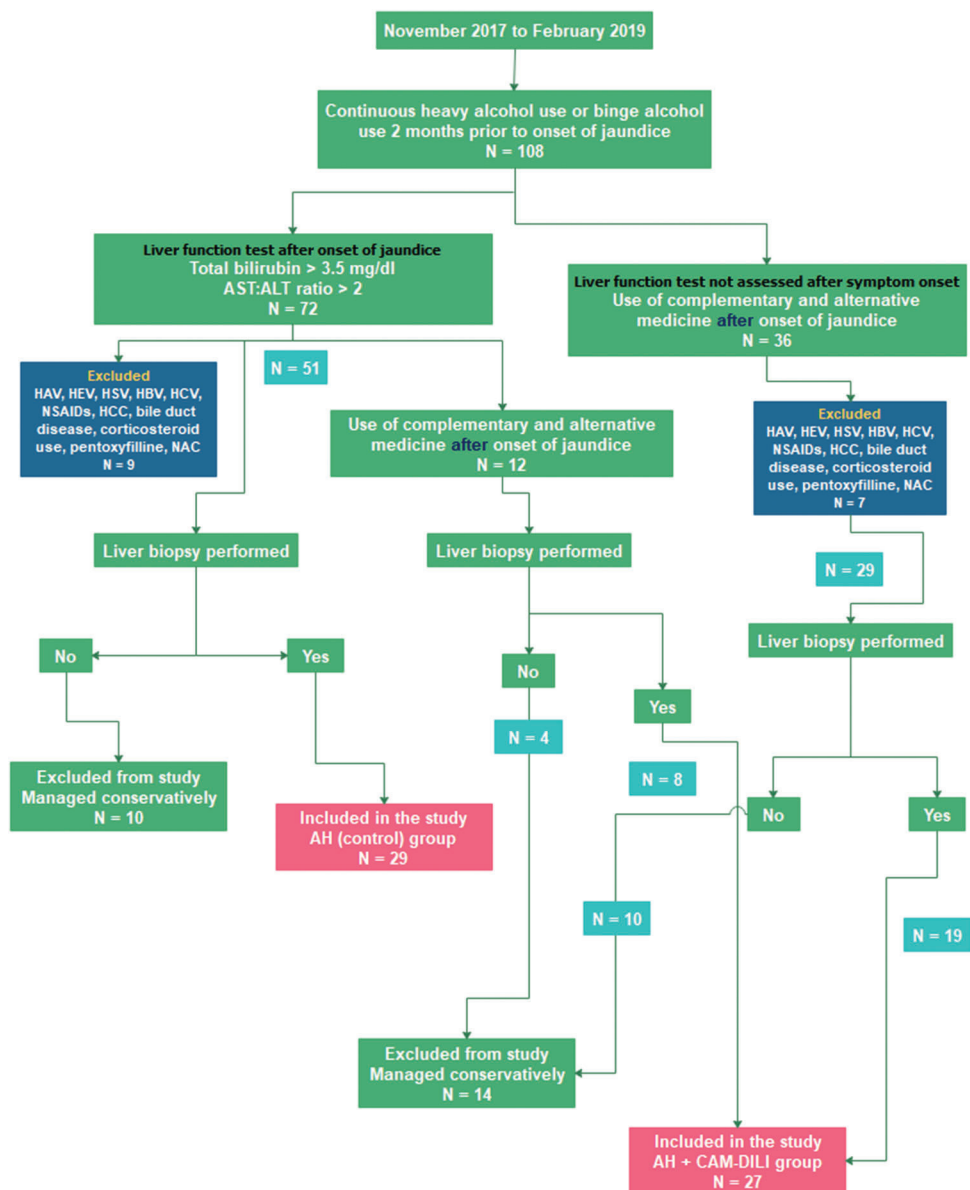 November 2017 to February 2019
Continuous heavy alcohol use or binge alcohol
use 2 months prior to onset of jaundice
N = 108
Liver function test after onset of jaundice
Total bilirubin > 3.5 mg/dl
AST:ALT ratio > 2
N = 72
Liver function test not assessed after symptom onset
Use of complementary and alternative
medicine after onset of jaundice
N = 36
Excluded
HAV, HEV, HSV, HBV, HCV,
NSAIDs, HCC, bile duct
disease, corticosteroid
use, pentoxyfilline, NAC
N = 9
N = 51
Use of complementary and alternative
medicine after onset of jaundice
N = 12
Excluded
HAV, HEV, HSV, HBV, HCV,
NSAIDs, HCC, bile duct
disease, corticosteroid
use, pentoxyfilline, NAC
N = 7
Liver biopsy performed
Liver biopsy performed
N = 29
Liver biopsy performed
No
Yes
No
Yes
N = 4
N = 8
Excluded from study
Managed conservatively
N = 10
Included in the study
AH (control) group
N = 29
No
Yes
N = 10
N = 19
Excluded from study
Managed conservatively
N = 14
Included in the study
AH + CAM-DILI group
N = 27